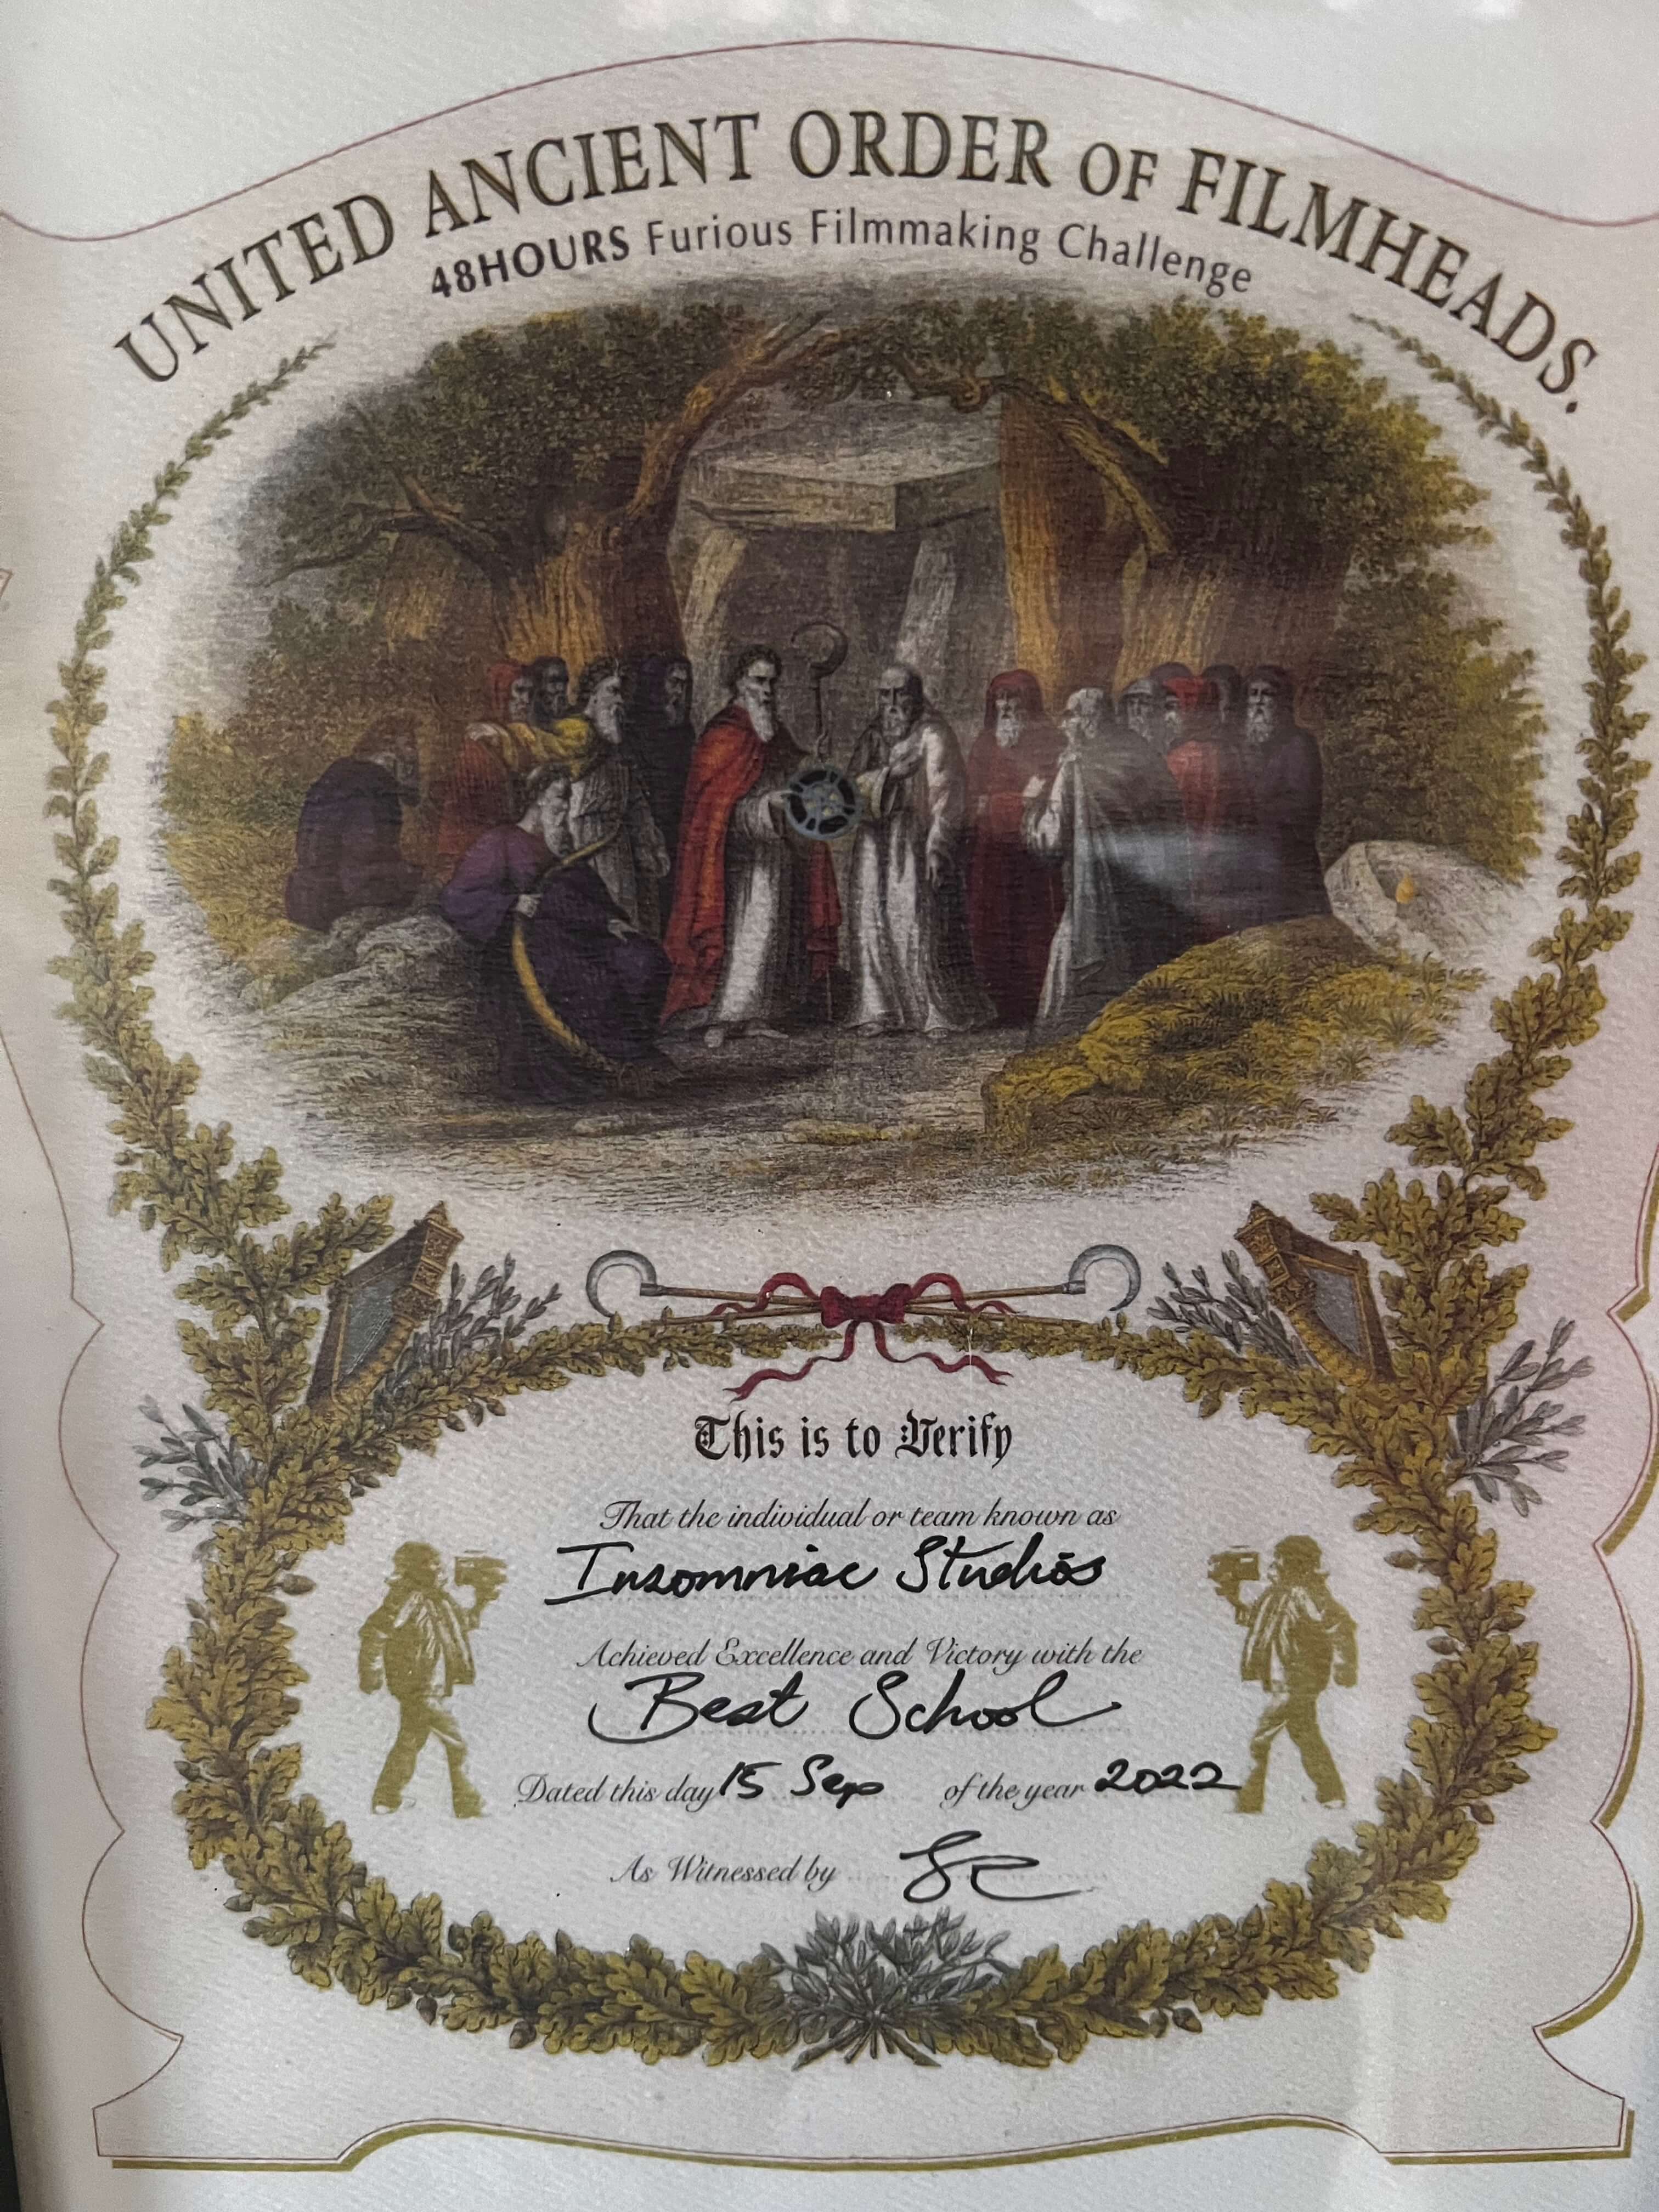 UNITED ANCIENT ORDER OF FILMHEADS.
48HOURS Furious Filmmaking Challenge
This is to Verify
That the individual or team known as
Insomniac Studios
Achieved Excellence and Victory with the
Best School
Dated this day 15 Sep of the year 2022
As Witnessed by